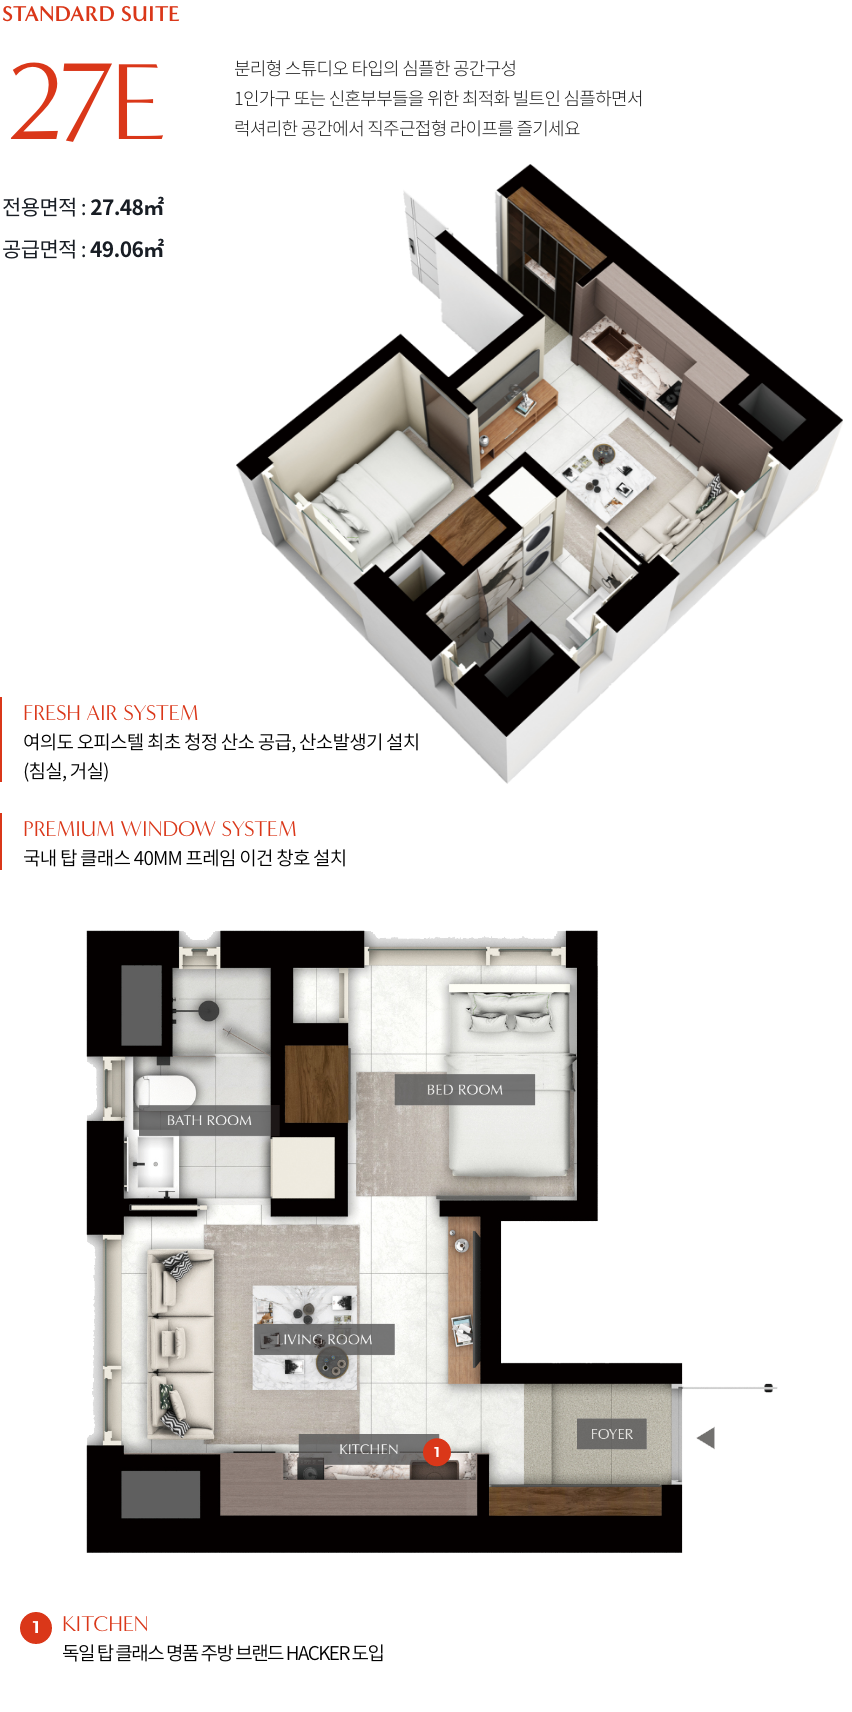 STANDARD SUITE
27E
분리형 스튜디오 타입의 심플한 공간구성
1인가구 또는 신혼부부들을 위한 최적화 빌트인 심플하면서
럭셔리한 공간에서 직주근접형 라이프를 즐기세요
전용면적 : 27.48㎡
공급면적 : 49.06㎡
FRESH AIR SYSTEM
여의도 오피스텔 최초 청정 산소 공급, 산소발생기 설치
(침실, 거실)
PREMIUM WINDOW SYSTEM
국내 탑 클래스 40MM 프레임 이건 창호 설치
BED ROOM
BATH ROOM
LIVING ROOM
FOYER
KITCHEN 1
1 KITCHEN
독일 탑 클래스 명품 주방 브랜드 HACKER 도입